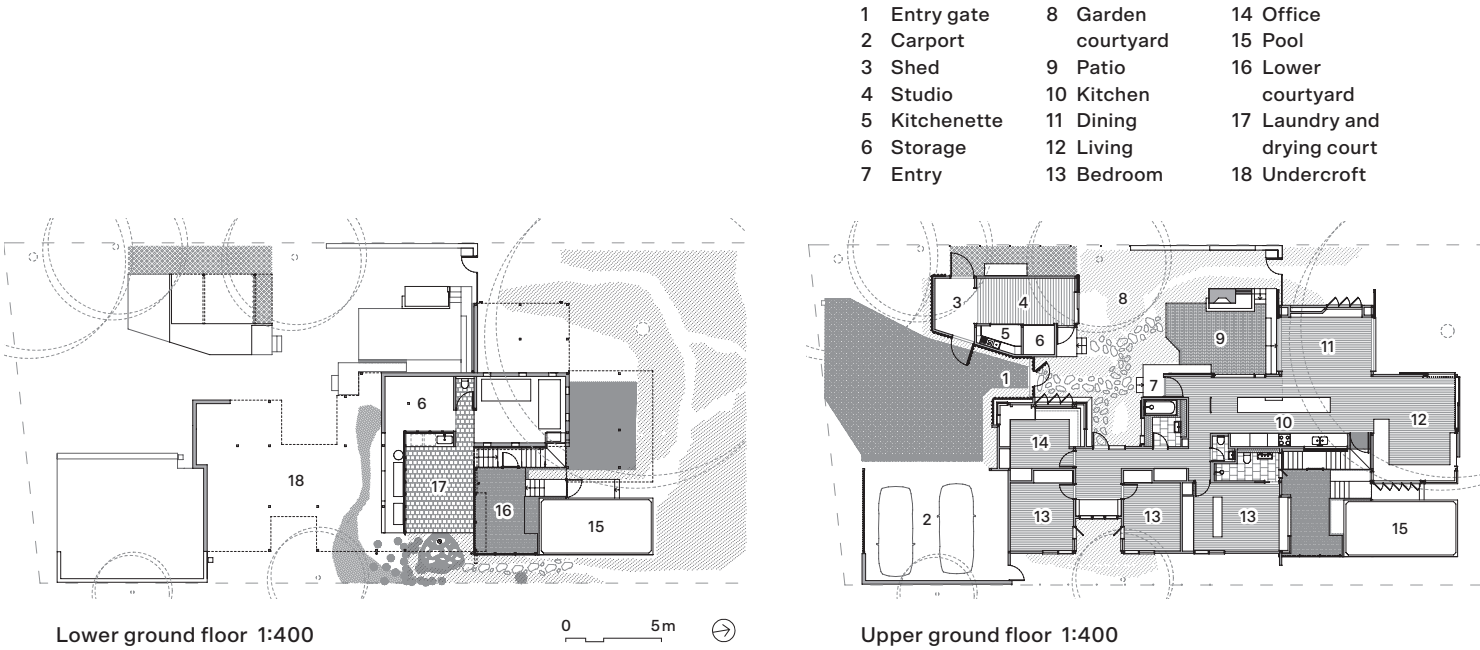 1 Entry gate
2 Carport
3 Shed
4 Studio
5 Kitchenette
6 Storage
7 Entry
8 Garden
courtyard
9 Patio
10 Kitchen
11 Dining
12 Living
13 Bedroom
14 Office
15 Pool
16 Lower
courtyard
17 Laundry and
drying court
18 Undercroft
6
18
17
16
15
Lower ground floor 1:400
0 5m
3
4
8
5
6
9
11
1
7
10
12
14
2
13
13
13
15
Upper ground floor 1:400